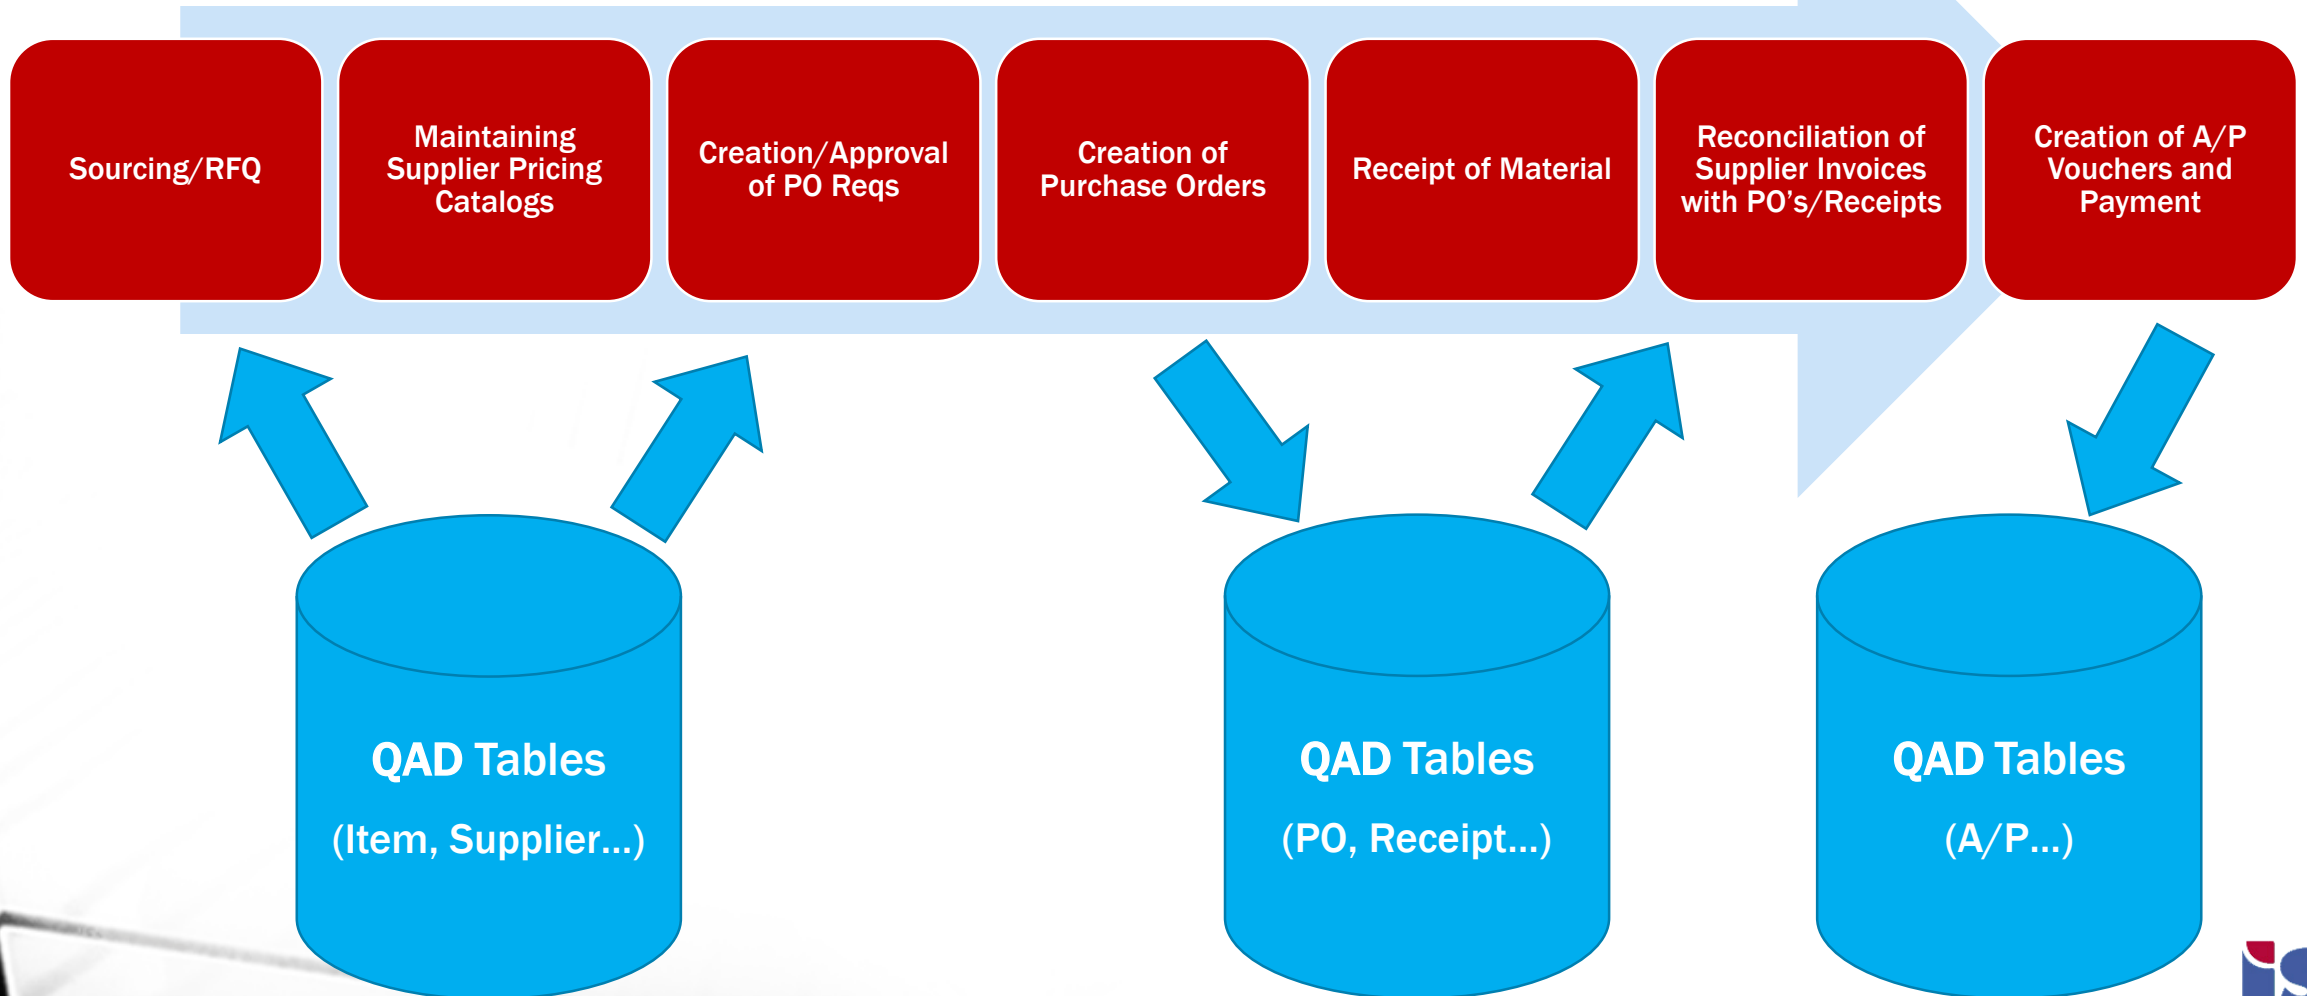 Sourcing/RFQ
Maintaining
Supplier Pricing
Catalogs
Creation/Approval
of PO Reqs
Creation of
Purchase Orders
Receipt of Material
Reconciliation of
Supplier Invoices
with PO’s/Receipts
Creation of A/P
Vouchers and
Payment
QAD Tables
(Item, Supplier...)
QAD Tables
(PO, Receipt...)
QAD Tables
(A/P...)